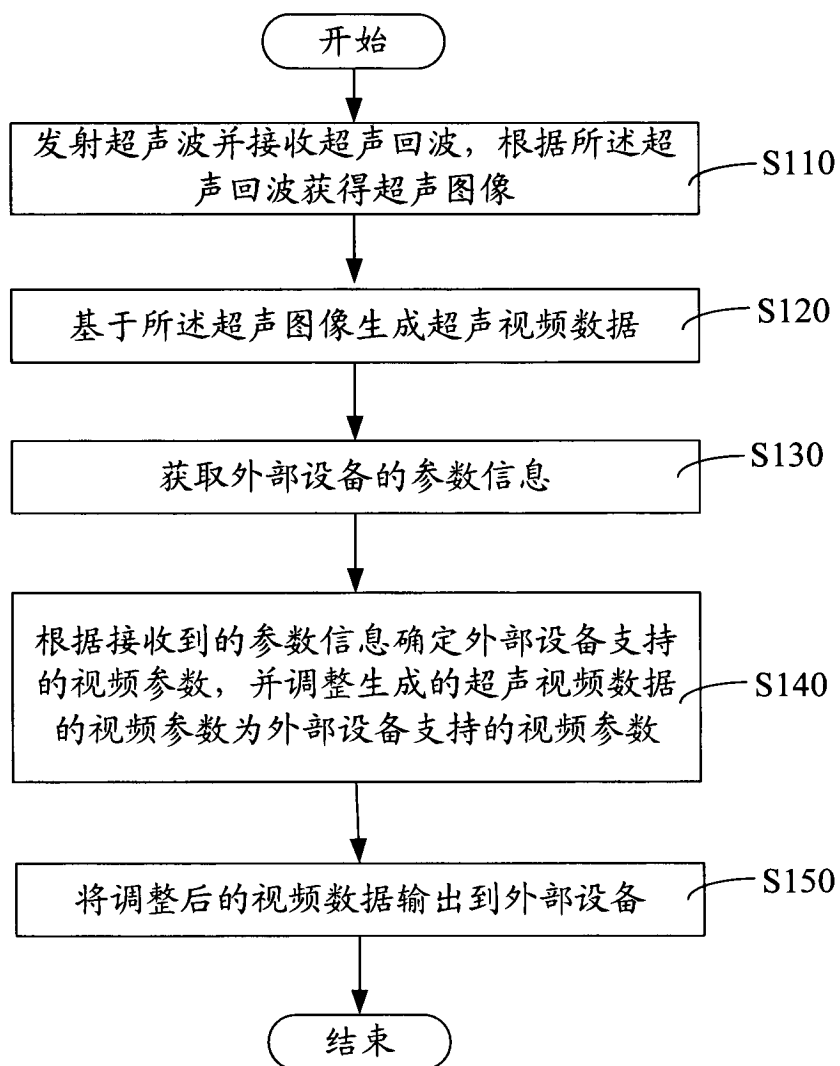 开始
发射超声波并接收超声回波，根据所述超
声回波获得超声图像
S110
基于所述超声图像生成超声视频数据
S120
获取外部设备的参数信息
S130
根据接收到的参数信息确定外部设备支持
的视频参数，并调整生成的超声视频数据
的视频参数为外部设备支持的视频参数
S140
将调整后的视频数据输出到外部设备
S150
结束